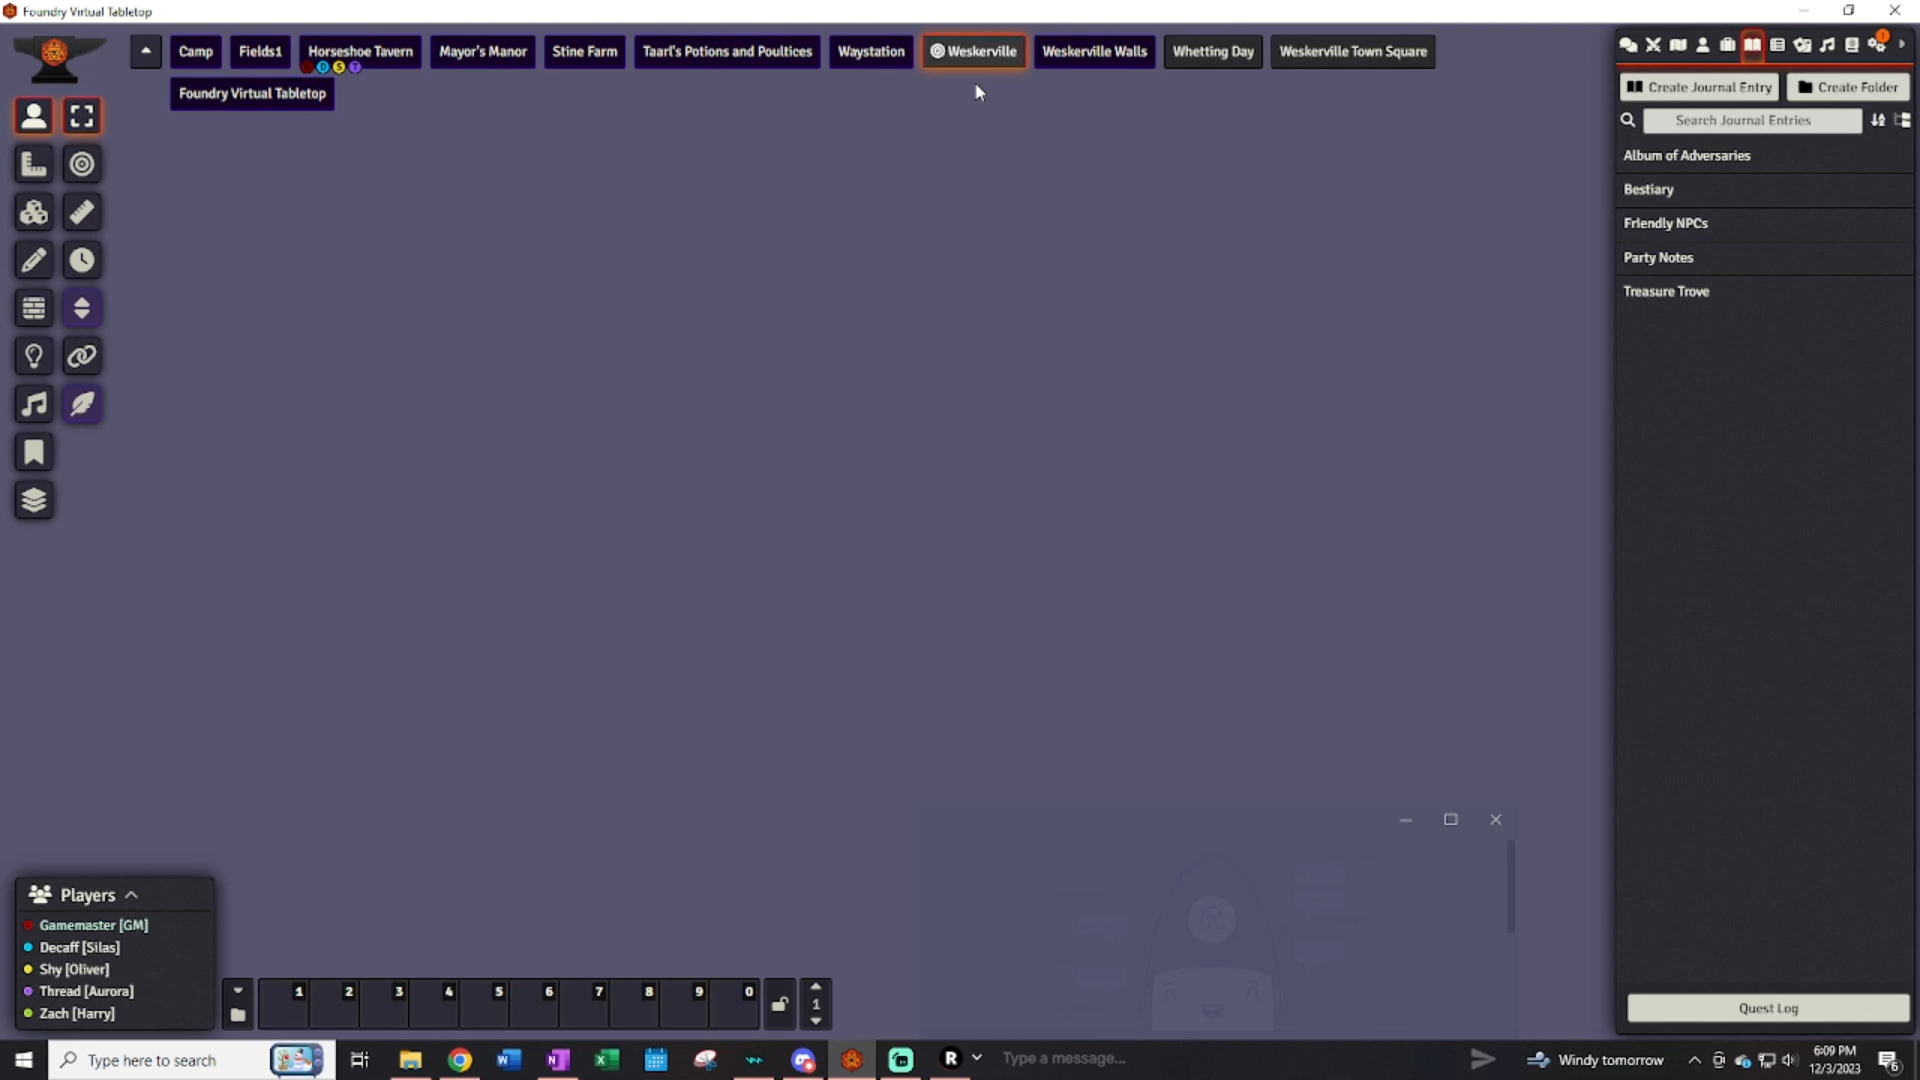 Foundry Virtual Tabletop
Camp Fields1 Horseshoe Tavern Mayor's Manor Stine Farm Taarl's Potions and Poultices Waystation Weskerville Weskerville Walls Whetting Day Weskerville Town Square
D S T
Foundry Virtual Tabletop
Create Journal Entry Create Folder
Search Journal Entries
Album of Adversaries
Bestiary
Friendly NPCs
Party Notes
Treasure Trove
Quest Log
Players
Gamemaster [GM]
Decaff [Silas]
Shy [Oliver]
Thread [Aurora]
Zach [Harry]
1 2 3 4 5 6 7 8 9 0 1
R
Type here to search
Type a message...
Windy tomorrow
6:09 PM
12/3/2023
6